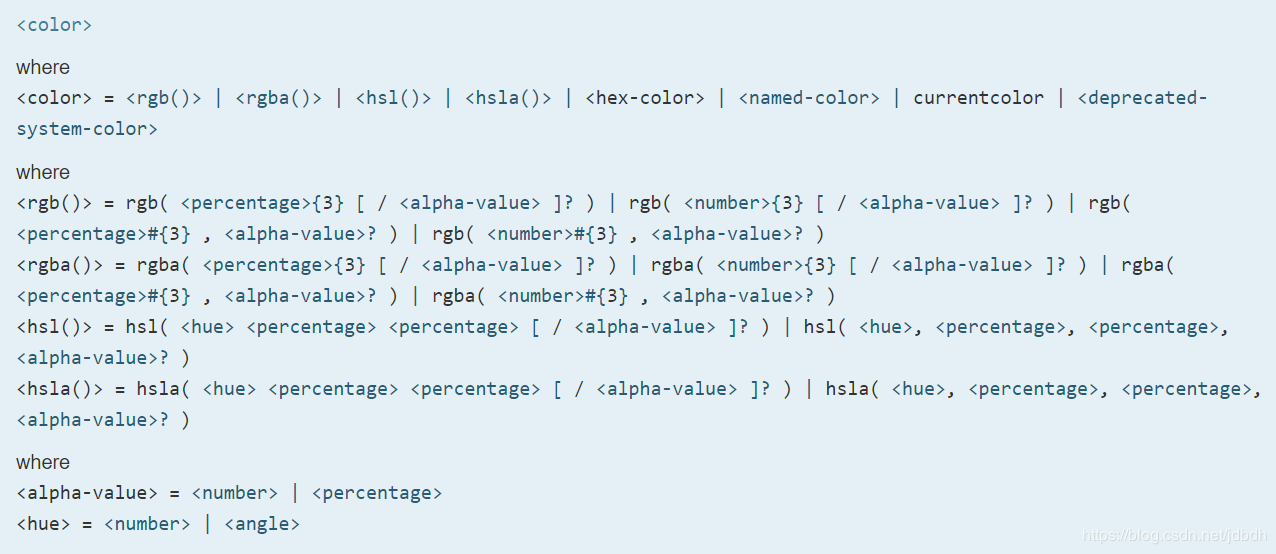 <color>
where
<color> = <rgb()> | <rgba()> | <hsl()> | <hsla()> | <hex-color> | <named-color> | currentcolor | <deprecated-
system-color>
where
<rgb()> = rgb( <percentage>{3} [ / <alpha-value> ]? ) | rgb( <number>{3} [ / <alpha-value> ]? ) | rgb(
<percentage>#{3} , <alpha-value>? ) | rgb( <number>#{3} , <alpha-value>? )
<rgba()> = rgba( <percentage>{3} [ / <alpha-value> ]? ) | rgba( <number>{3} [ / <alpha-value> ]? ) | rgba(
<percentage>#{3} , <alpha-value>? ) | rgba( <number>#{3} , <alpha-value>? )
<hsl()> = hsl( <hue> <percentage> <percentage> [ / <alpha-value> ]? ) | hsl( <hue>, <percentage>, <percentage>,
<alpha-value>? )
<hsla()> = hsla( <hue> <percentage> <percentage> [ / <alpha-value> ]? ) | hsla( <hue>, <percentage>, <percentage>,
<alpha-value>? )
where
<alpha-value> = <number> | <percentage>
<hue> = <number> | <angle>
https://blog.csdn.net/jdbdh